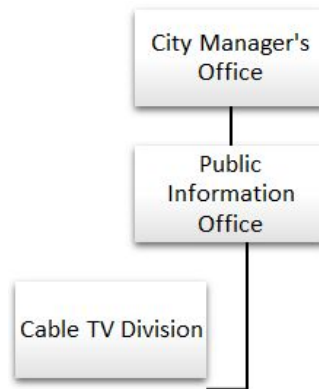 City Manager's
Office
Public
Information
Office
Cable TV Division